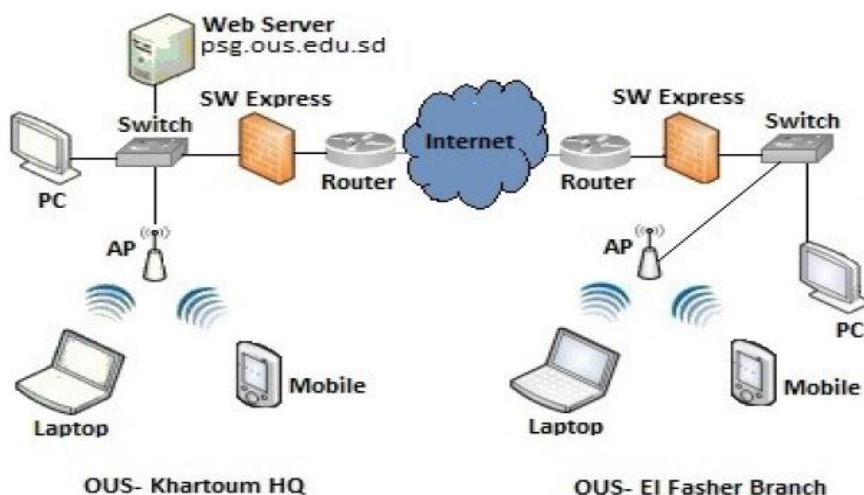 Web Server
psg.ous.edu.sd
SW Express
Switch
PC
Router
Internet
AP
Laptop
Mobile
OUS- Khartoum HQ
SW Express
Switch
Router
AP
PC
Laptop
Mobile
OUS- El Fasher Branch